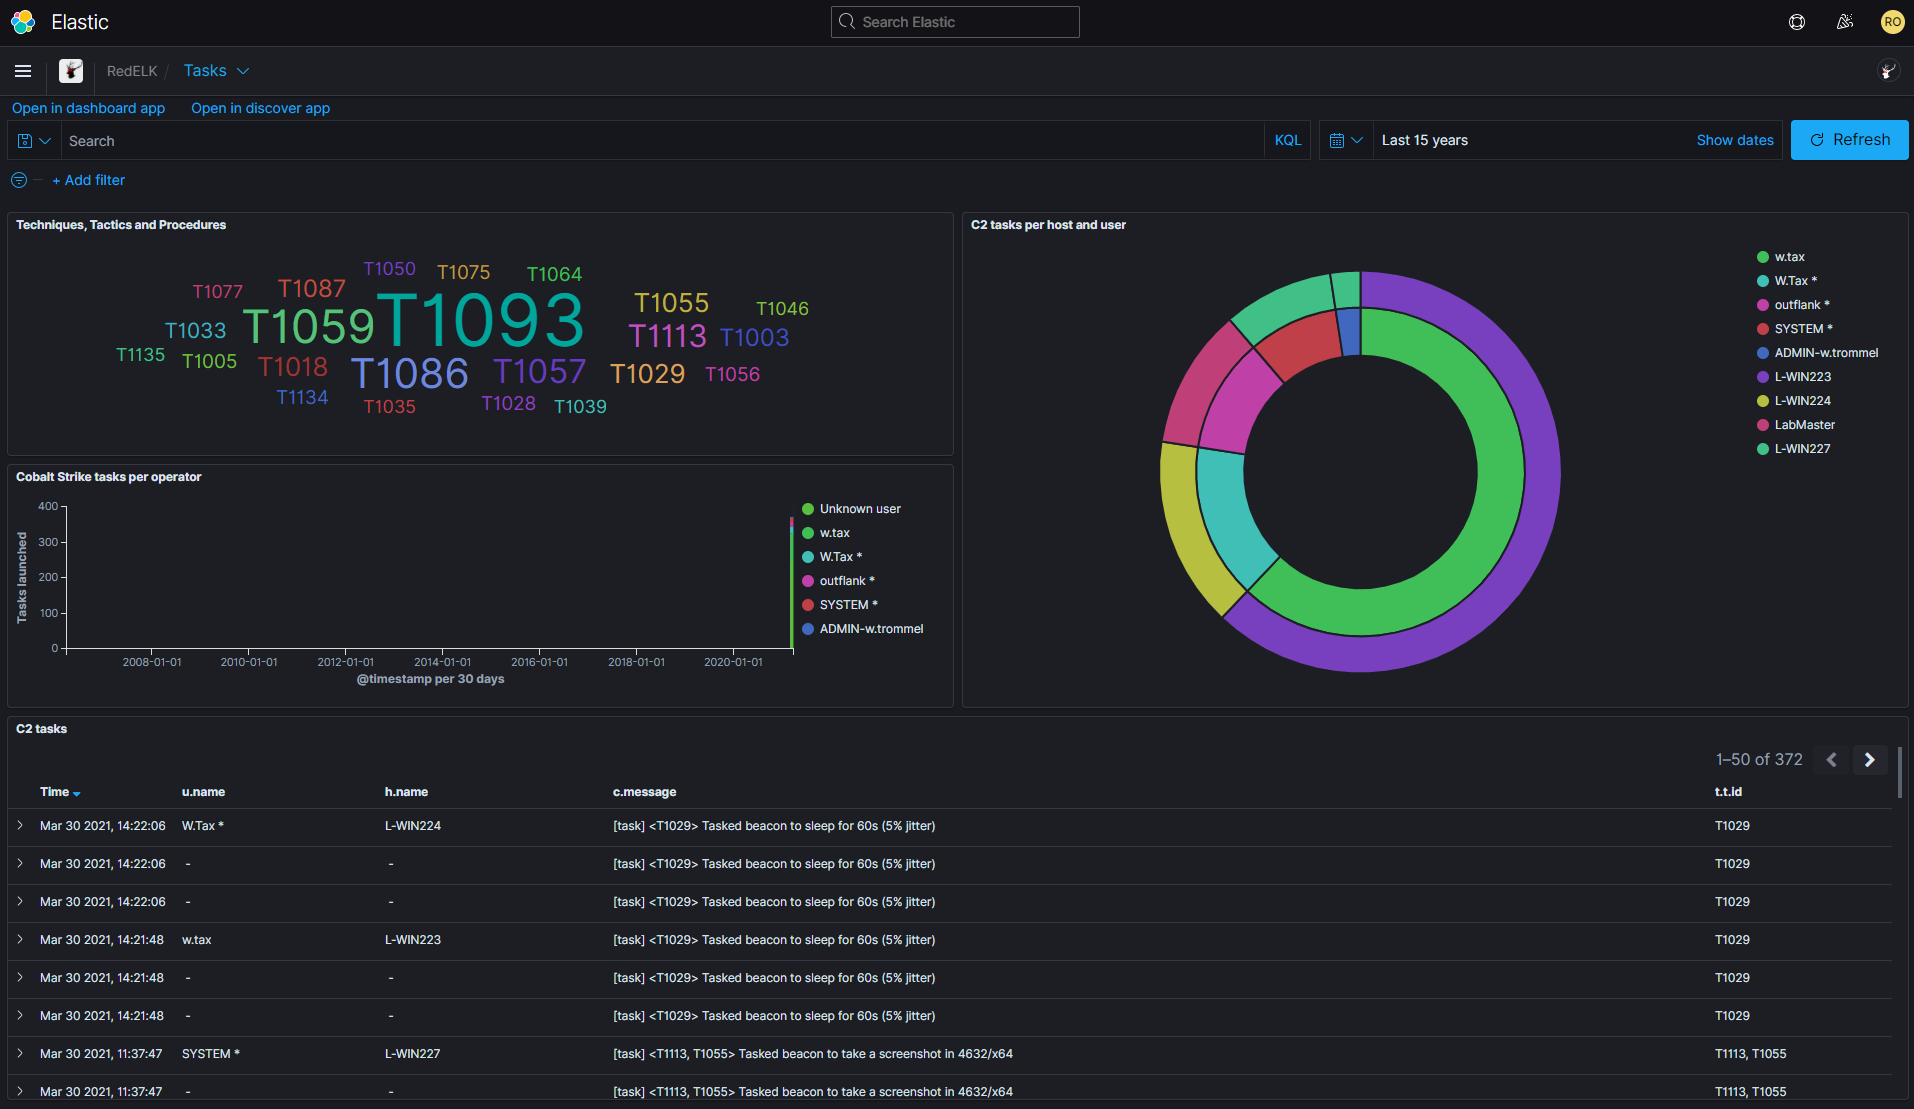 Elastic
Search Elastic
RO
RedELK / Tasks
Open in dashboard app Open in discover app
Search
KQL
Last 15 years
Show dates
Refresh
+ Add filter
Techniques, Tactics and Procedures
T1050 T1075 T1064
T1077 T1087 T1055 T1046
T1033 T1059 T1093 T1113 T1003
T1135 T1005 T1018 T1086 T1057 T1029 T1056
T1134 T1035 T1028 T1039
C2 tasks per host and user
w.tax
W.Tax *
outflank *
SYSTEM *
ADMIN-w.trommel
L-WIN223
L-WIN224
LabMaster
L-WIN227
Cobalt Strike tasks per operator
Tasks launched
400
300
200
100
0
2008-01-01 2010-01-01 2012-01-01 2014-01-01 2016-01-01 2018-01-01 2020-01-01
@timestamp per 30 days
Unknown user
w.tax
W.Tax *
outflank *
SYSTEM *
ADMIN-w.trommel
C2 tasks
1–50 of 372
Time u.name h.name c.message t.t.id
Mar 30 2021, 14:22:06 W.Tax * L-WIN224 [task] <T1029> Tasked beacon to sleep for 60s (5% jitter) T1029
Mar 30 2021, 14:22:06 - - [task] <T1029> Tasked beacon to sleep for 60s (5% jitter) T1029
Mar 30 2021, 14:22:06 - - [task] <T1029> Tasked beacon to sleep for 60s (5% jitter) T1029
Mar 30 2021, 14:21:48 w.tax L-WIN223 [task] <T1029> Tasked beacon to sleep for 60s (5% jitter) T1029
Mar 30 2021, 14:21:48 - - [task] <T1029> Tasked beacon to sleep for 60s (5% jitter) T1029
Mar 30 2021, 14:21:48 - - [task] <T1029> Tasked beacon to sleep for 60s (5% jitter) T1029
Mar 30 2021, 11:37:47 SYSTEM * L-WIN227 [task] <T1113, T1055> Tasked beacon to take a screenshot in 4632/x64 T1113, T1055
Mar 30 2021, 11:37:47 - - [task] <T1113, T1055> Tasked beacon to take a screenshot in 4632/x64 T1113, T1055